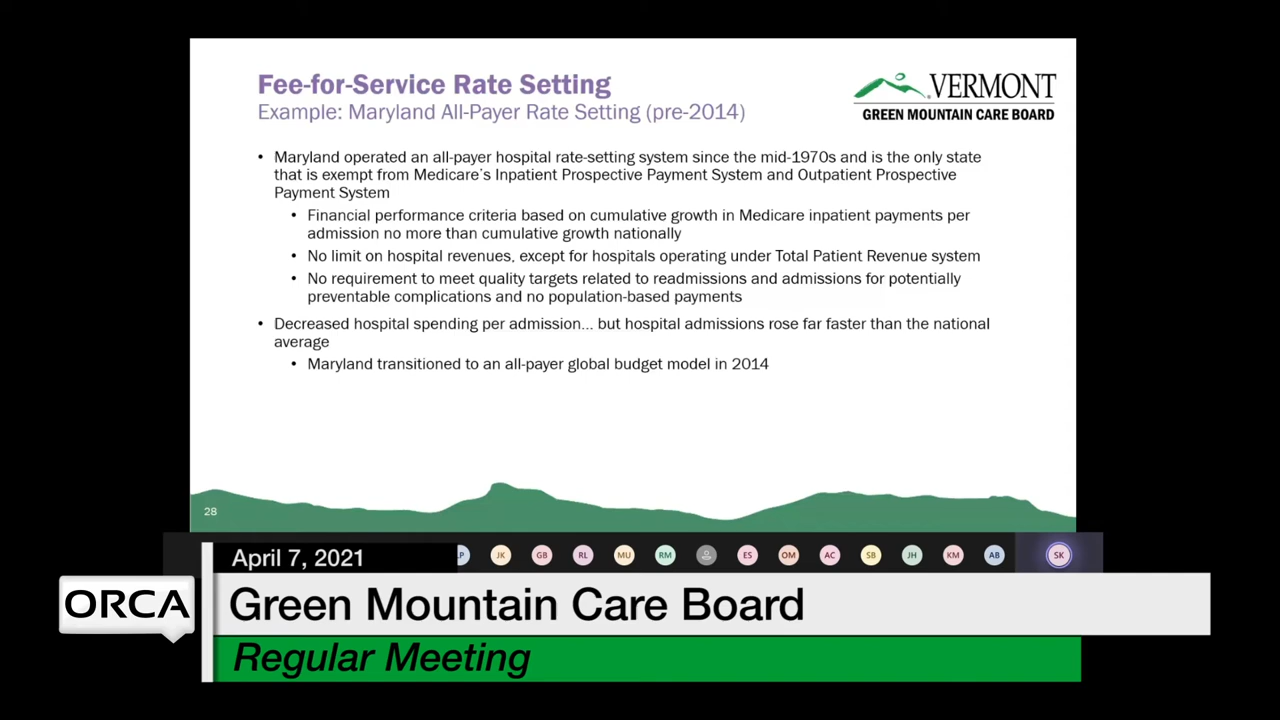 Fee-for-Service Rate Setting
Example: Maryland All-Payer Rate Setting (pre-2014)
VERMONT
GREEN MOUNTAIN CARE BOARD
• Maryland operated an all-payer hospital rate-setting system since the mid-1970s and is the only state
that is exempt from Medicare's Inpatient Prospective Payment System and Outpatient Prospective
Payment System
• Financial performance criteria based on cumulative growth in Medicare inpatient payments per
admission no more than cumulative growth nationally
• No limit on hospital revenues, except for hospitals operating under Total Patient Revenue system
• No requirement to meet quality targets related to readmissions and admissions for potentially
preventable complications and no population-based payments
• Decreased hospital spending per admission... but hospital admissions rose far faster than the national
average
• Maryland transitioned to an all-payer global budget model in 2014
28
April 7, 2021
P JK GB RL MU RM ES OM AC SB JH KM AB SK
ORCA
Green Mountain Care Board
Regular Meeting